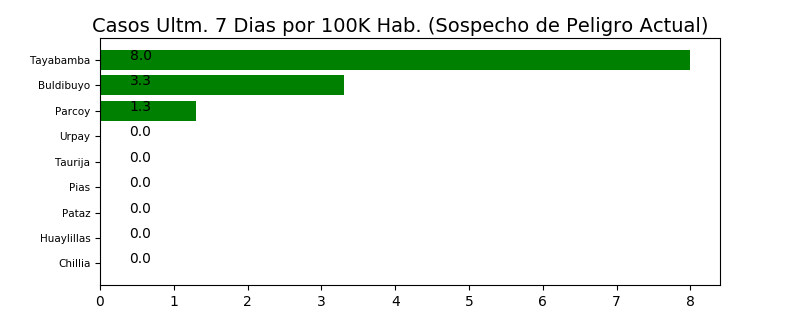 Casos Ultm. 7 Dias por 100K Hab. (Sospecho de Peligro Actual)
Tayabamba 8.0
Buldibuyo 3.3
Parcoy 1.3
Urpay 0.0
Taurija 0.0
Pias 0.0
Pataz 0.0
Huaylillas 0.0
Chillia 0.0
0 1 2 3 4 5 6 7 8